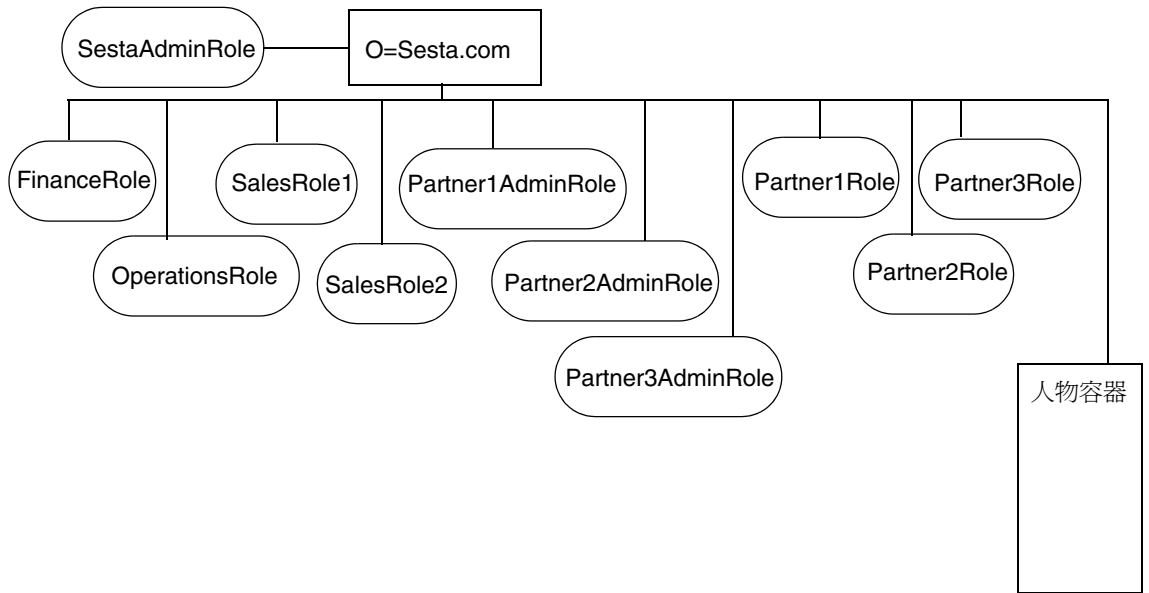 SestaAdminRole
O=Sesta.com
FinanceRole
SalesRole1
Partner1AdminRole
Partner1Role
Partner3Role
OperationsRole
SalesRole2
Partner2AdminRole
Partner2Role
Partner3AdminRole
人物容器